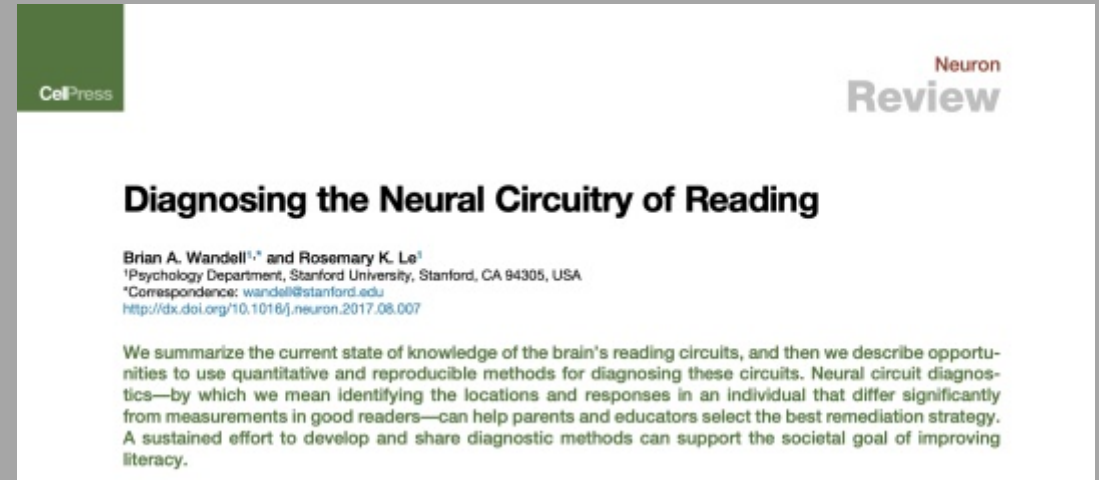 CellPress
Neuron
Review
Diagnosing the Neural Circuitry of Reading
Brian A. Wandell¹,* and Rosemary K. Le¹
¹Psychology Department, Stanford University, Stanford, CA 94305, USA
*Correspondence: wandell@stanford.edu
http://dx.doi.org/10.1016/j.neuron.2017.08.007
We summarize the current state of knowledge of the brain's reading circuits, and then we describe opportu-
nities to use quantitative and reproducible methods for diagnosing these circuits. Neural circuit diagnos-
tics—by which we mean identifying the locations and responses in an individual that differ significantly
from measurements in good readers—can help parents and educators select the best remediation strategy.
A sustained effort to develop and share diagnostic methods can support the societal goal of improving
literacy.